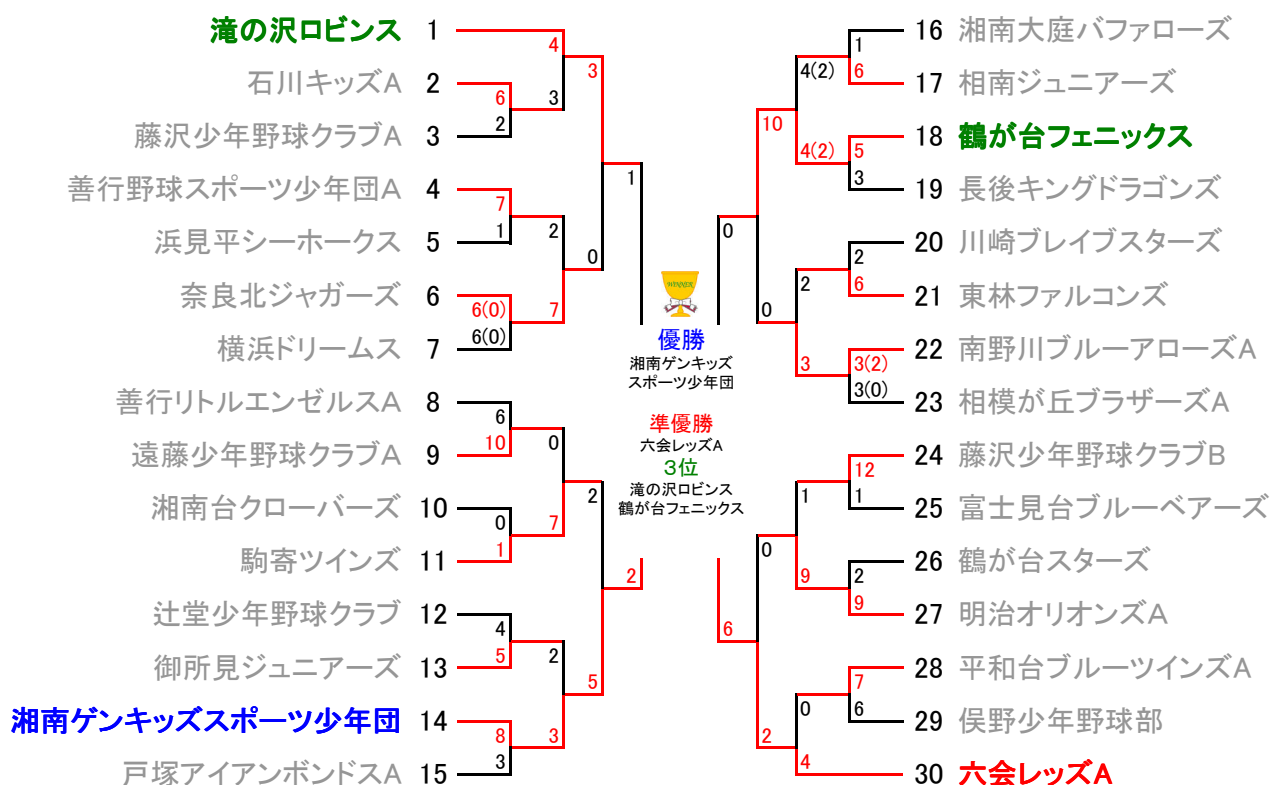 滝の沢ロビンス 1
4
3
石川キッズA 2
6
3
2
藤沢少年野球クラブA 3
1
善行野球スポーツ少年団A 4
7
2
1
浜見平シーホークス 5
0
奈良北ジャガーズ 6
6(0)
7
6(0)
横浜ドリームス 7
善行リトルエンゼルスA 8
6
0
10
遠藤少年野球クラブA 9
2
湘南台クローバーズ 10
0
7
1
駒寄ツインズ 11
2
辻堂少年野球クラブ 12
4
2
5
御所見ジュニアーズ 13
5
湘南ゲンキッズスポーツ少年団 14
8
3
3
戸塚アイアンボンドスA 15
WINNER
優勝
湘南ゲンキッズ
スポーツ少年団
準優勝
六会レッズA
3位
滝の沢ロビンス
鶴が台フェニックス
16 湘南大庭バファローズ
1
4(2)
6
17 相南ジュニアーズ
10
18 鶴が台フェニックス
4(2)
5
3
19 長後キングドラゴンズ
0
20 川崎ブレイブスターズ
2
2
6
21 東林ファルコンズ
0
22 南野川ブルーアローズA
3
3(2)
3(0)
23 相模が丘ブラザーズA
24 藤沢少年野球クラブB
12
1
1
25 富士見台ブルーベアーズ
0
26 鶴が台スターズ
9
2
9
27 明治オリオンズA
6
28 平和台ブルーツインズA
7
0
6
29 俣野少年野球部
2
4
30 六会レッズA